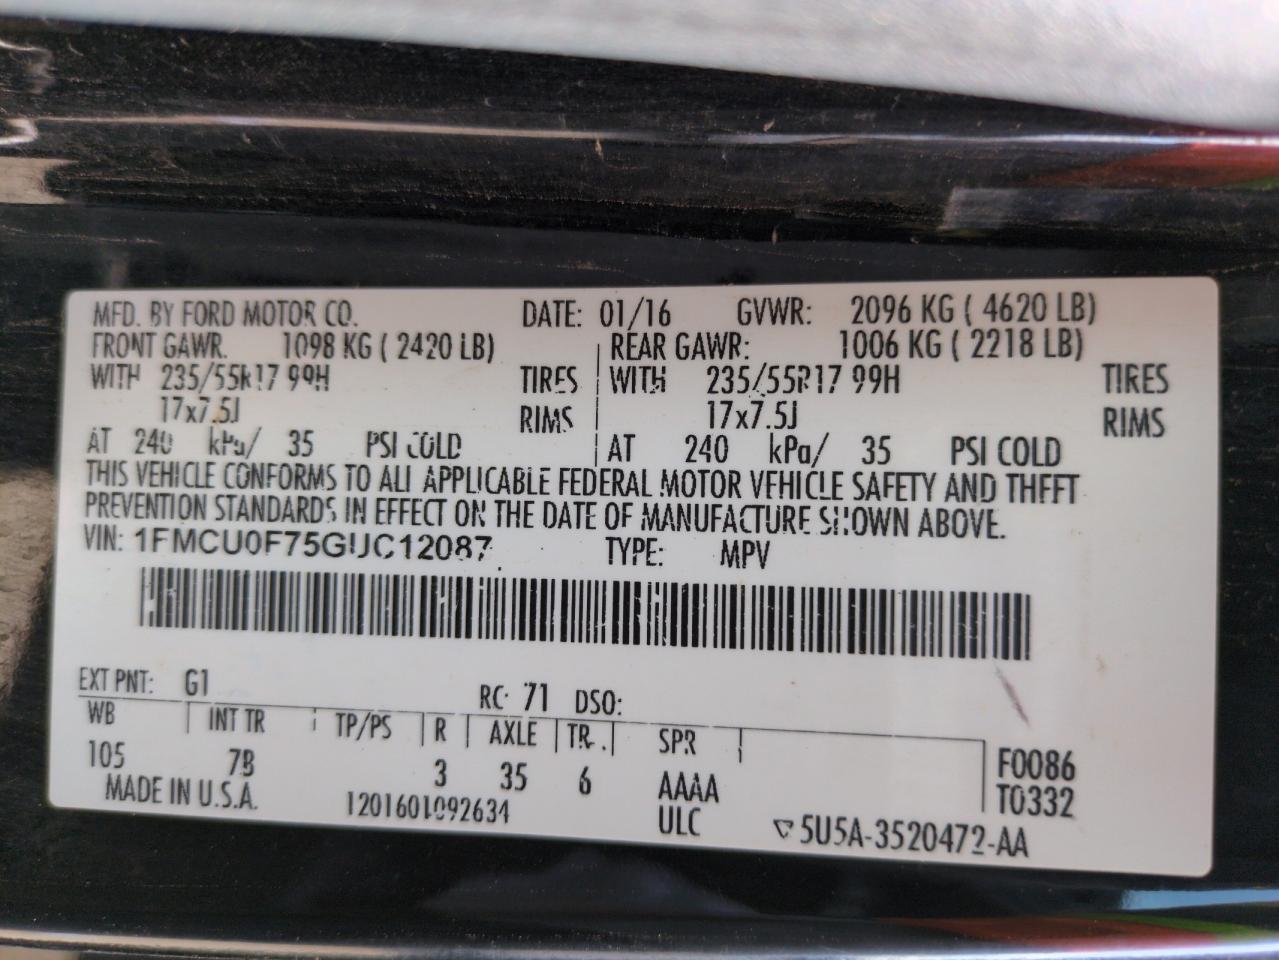 MFD. BY FORD MOTOR CO. DATE: 01/16 GVWR: 2096 KG ( 4620 LB)
FRONT GAWR. 1098 KG ( 2420 LB) REAR GAWR: 1006 KG ( 2218 LB)
WITH 235/55R17 99H TIRES WITH 235/55R17 99H TIRES
17x7.5J RIMS 17x7.5J RIMS
AT 240 kPa/ 35 PSI COLD AT 240 kPa/ 35 PSI COLD
THIS VEHICLE CONFORMS TO ALL APPLICABLE FEDERAL MOTOR VEHICLE SAFETY AND THEFT
PREVENTION STANDARDS IN EFFECT ON THE DATE OF MANUFACTURE SHOWN ABOVE.
VIN: 1FMCU0F75GUC12087 TYPE: MPV
EXT PNT: G1 RC: 71 DSO:
WB INT TR TP/PS R AXLE TR SPR
105 7B 3 35 6 AAAA F0086
MADE IN U.S.A. 1201601092634 ULC T0332
5U5A-3520472-AA